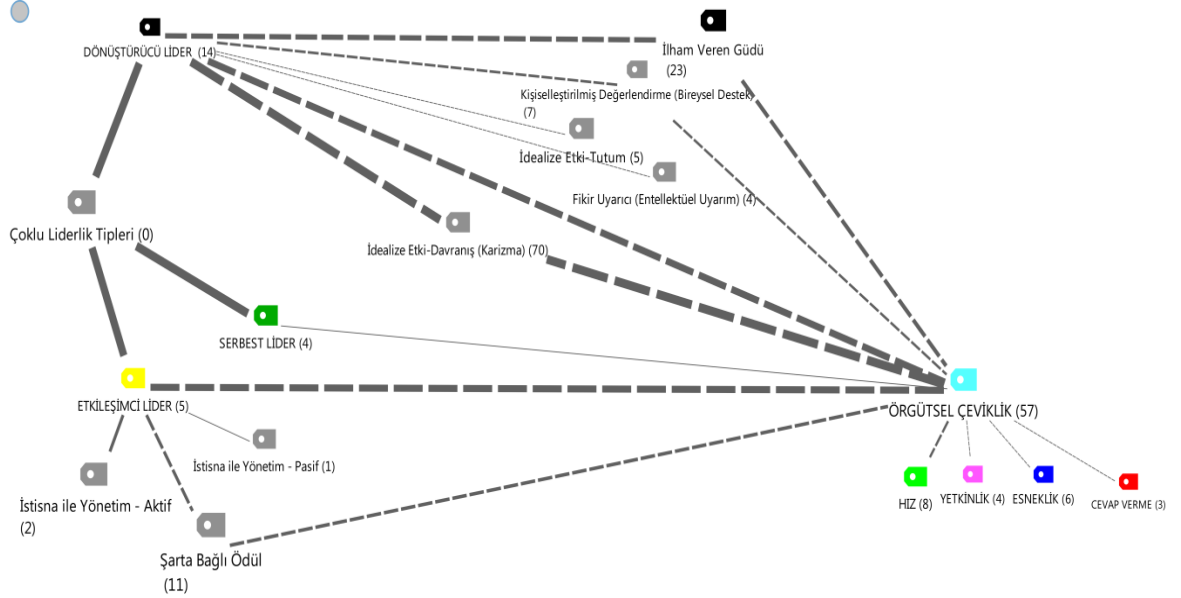 DÖNÜŞTÜRÜCÜ LİDER (14)
İlham Veren Güdü
(23)
Kişiselleştirilmiş Değerlendirme (Bireysel Destek)
(7)
İdealize Etki-Tutum (5)
Fikir Uyarıcı (Entellektüel Uyarım) (4)
Çoklu Liderlik Tipleri (0)
İdealize Etki-Davranış (Karizma) (70)
SERBEST LİDER (4)
ETKİLEŞİMCİ LİDER (5)
ÖRGÜTSEL ÇEVİKLİK (57)
İstisna ile Yönetim - Pasif (1)
İstisna ile Yönetim - Aktif
(2)
HIZ (8)
YETKİNLİK (4)
ESNEKLİK (6)
CEVAP VERME (3)
Şarta Bağlı Ödül
(11)